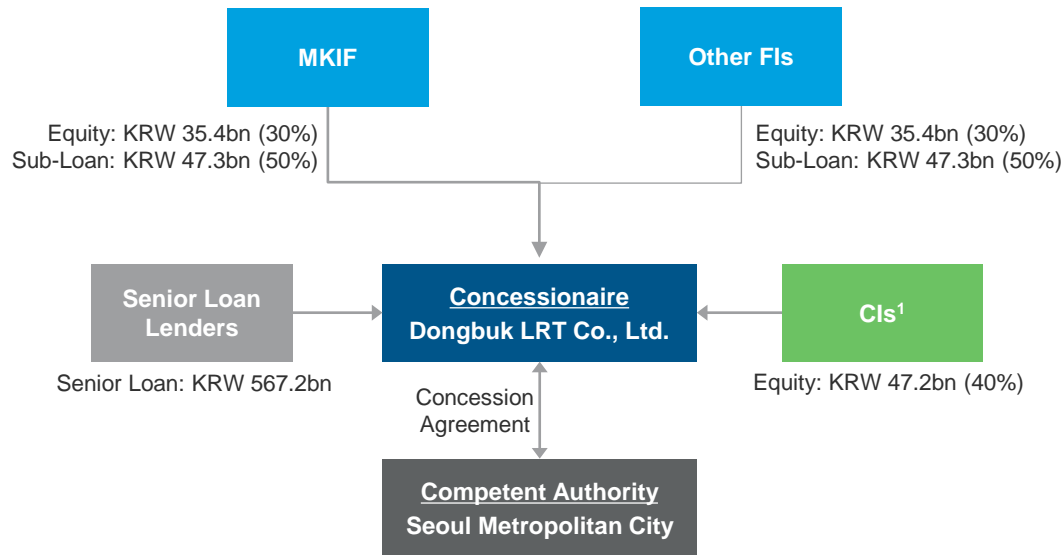 MKIF
Other FIs
Equity: KRW 35.4bn (30%)
Sub-Loan: KRW 47.3bn (50%)
Equity: KRW 35.4bn (30%)
Sub-Loan: KRW 47.3bn (50%)
Senior Loan
Lenders
Concessionaire
Dongbuk LRT Co., Ltd.
CIs¹
Senior Loan: KRW 567.2bn
Equity: KRW 47.2bn (40%)
Concession
Agreement
Competent Authority
Seoul Metropolitan City